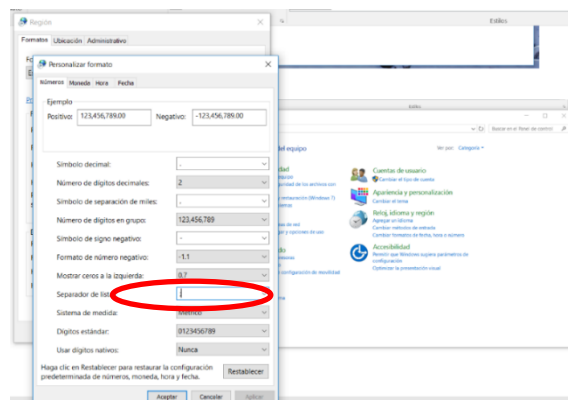 Región
Estilos
Formatos Ubicación Administrativo
Personalizar formato
Números Moneda Hora Fecha
Ejemplo
Positivo: 123,456,789.00 Negativo: -123,456,789.00
Símbolo decimal: .
Número de dígitos decimales: 2
Símbolo de separación de miles: ,
Número de dígitos en grupo: 123,456,789
Símbolo de signo negativo: -
Formato de número negativo: -1.1
Mostrar ceros a la izquierda: 0.7
Separador de list
Sistema de medida: Métrico
Dígitos estándar: 0123456789
Usar dígitos nativos: Nunca
Haga clic en Restablecer para restaurar la configuración
predeterminada de números, moneda, hora y fecha.
Restablecer
Aceptar Cancelar Aplicar
Buscar en el Panel de control
del equipo
Ver por: Categoría
Cuentas de usuario
Cambiar el tipo de cuenta
Apariencia y personalización
Cambiar el tema
Reloj, idioma y región
Agregar un idioma
Cambiar métodos de entrada
Cambiar formatos de fecha, hora o número
Accesibilidad
Permitir que Windows sugiera parámetros de
configuración
Optimizar la presentación visual